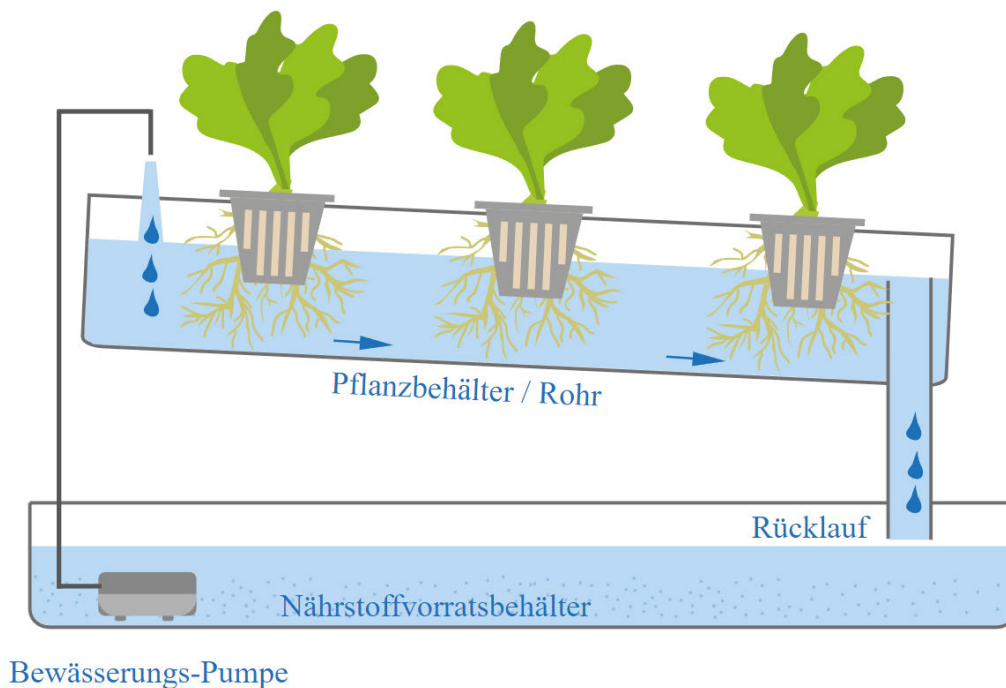 Pflanzbehälter / Rohr
Rücklauf
Nährstoffvorratsbehälter
Bewässerungs-Pumpe